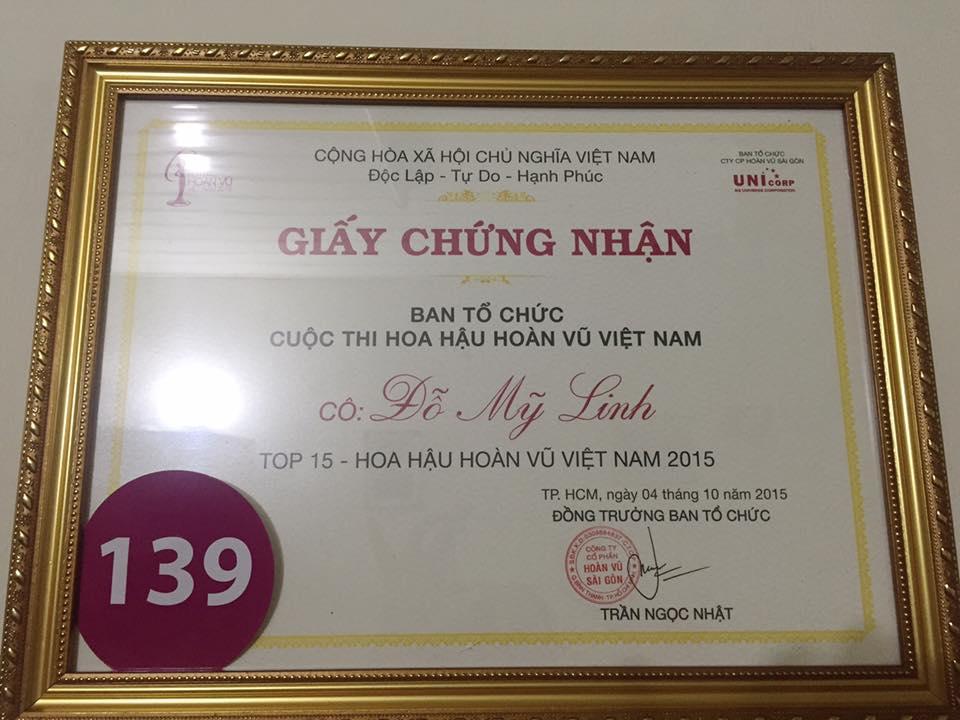 HOÀN VŨ
CỘNG HÒA XÃ HỘI CHỦ NGHĨA VIỆT NAM
Độc Lập - Tự Do - Hạnh Phúc
BAN TỔ CHỨC
CTY CP HOÀN VŨ SÀI GÒN
UNICORP
GIẤY CHỨNG NHẬN
BAN TỔ CHỨC
CUỘC THI HOA HẬU HOÀN VŨ VIỆT NAM
CÔ: Đỗ Mỹ Linh
TOP 15 - HOA HẬU HOÀN VŨ VIỆT NAM 2015
TP. HCM, ngày 04 tháng 10 năm 2015
ĐỒNG TRƯỞNG BAN TỔ CHỨC
CÔNG TY
CỔ PHẦN
HOÀN VŨ
SÀI GÒN
TRẦN NGỌC NHẬT
139